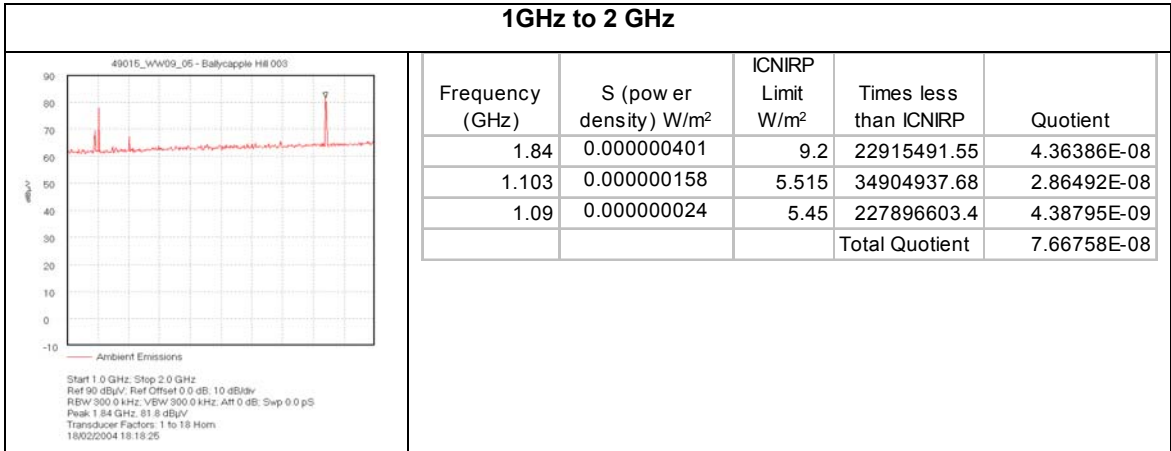 1GHz to 2 GHz
49015_WW09_05 - Ballycapple Hill 003
90
80
70
60
50
40
30
20
10
0
-10
dBµV
Ambient Emissions
Start 1.0 GHz; Stop 2.0 GHz
Ref 90 dBµV; Ref Offset 0.0 dB; 10 dB/div
RBW 300.0 kHz; VBW 300.0 kHz; Att 0 dB; Swp 0.0 pS
Peak 1.84 GHz, 81.8 dBµV
Transducer Factors: 1 to 18 Horn
18/02/2004 18:18:25
Frequency (GHz) S (pow er density) W/m² ICNIRP Limit W/m² Times less than ICNIRP Quotient
1.84 0.000000401 9.2 22915491.55 4.36386E-08
1.103 0.000000158 5.515 34904937.68 2.86492E-08
1.09 0.000000024 5.45 227896603.4 4.38795E-09
Total Quotient 7.66758E-08